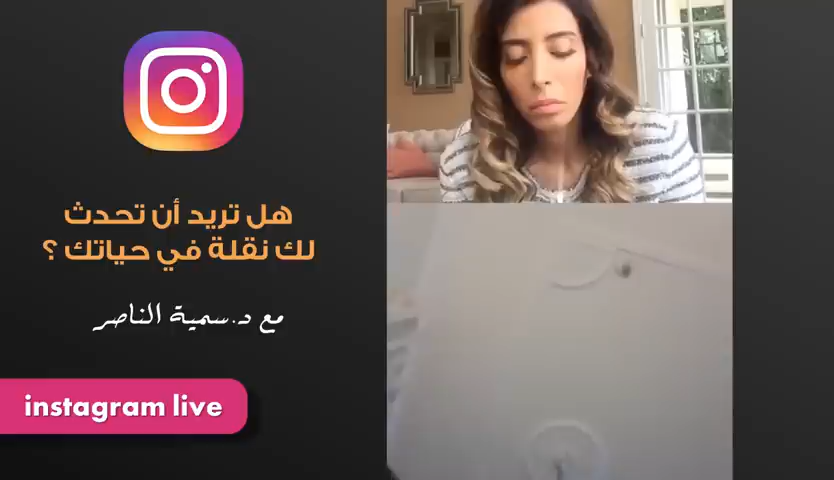 هل تريد أن تحدث
لك نقلة في حياتك ؟
مع د.سمية الناصر
instagram live